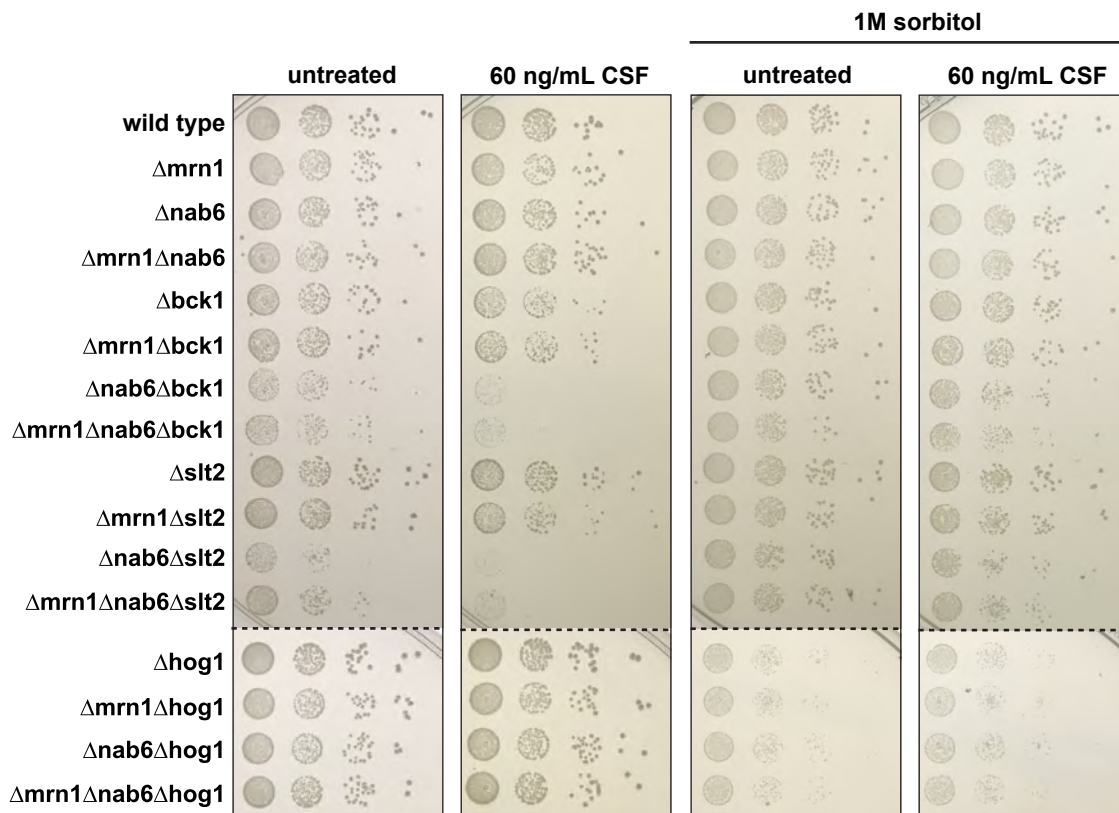 1M sorbitol
untreated 60 ng/mL CSF untreated 60 ng/mL CSF
wild type
Δmrn1
Δnab6
Δmrn1Δnab6
Δbck1
Δmrn1Δbck1
Δnab6Δbck1
Δmrn1Δnab6Δbck1
Δslt2
Δmrn1Δslt2
Δnab6Δslt2
Δmrn1Δnab6Δslt2
Δhog1
Δmrn1Δhog1
Δnab6Δhog1
Δmrn1Δnab6Δhog1